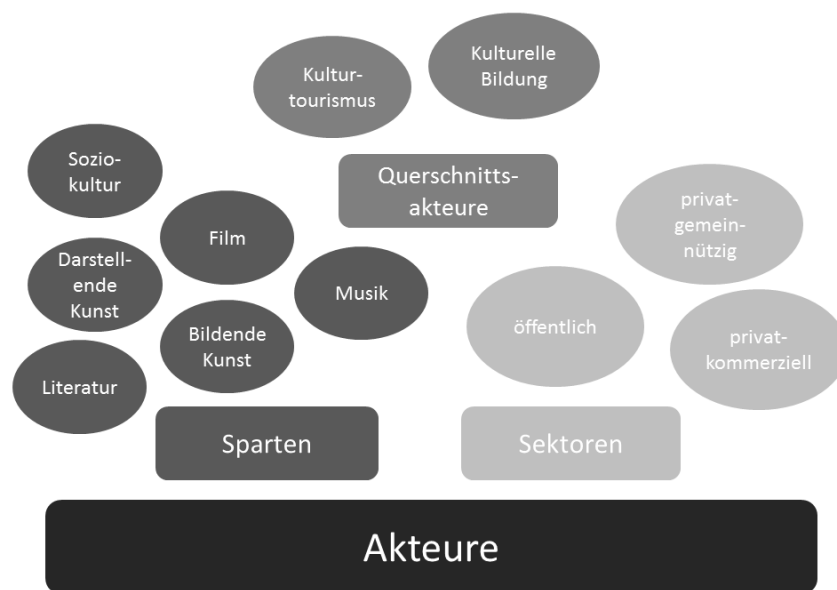 Kultur-
tourismus
Kulturelle
Bildung
Querschnitts-
akteure
Sozio-
kultur
Film
Darstell-
ende
Kunst
Musik
Bildende
Kunst
Literatur
privat-
gemein-
nützig
öffentlich
privat-
kommerziell
Sparten
Sektoren
Akteure